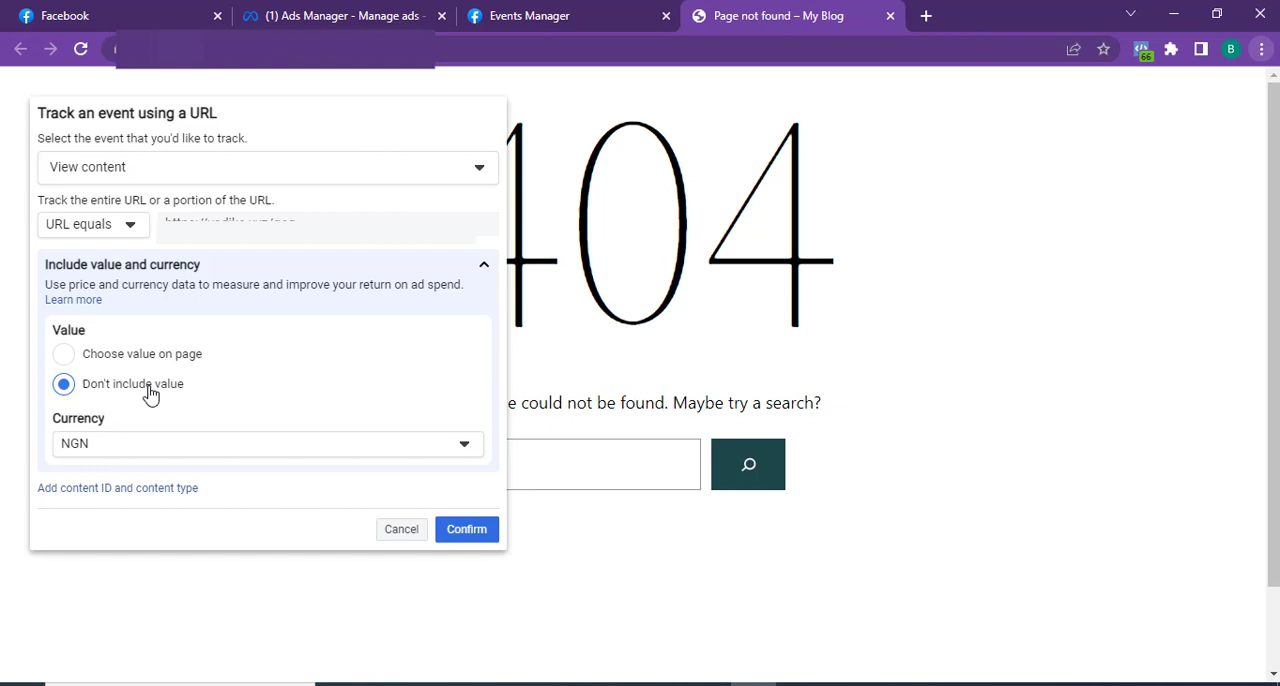 Facebook
(1) Ads Manager - Manage ads -
Events Manager
Page not found – My Blog
66
B
Track an event using a URL
Select the event that you'd like to track.
View content
Track the entire URL or a portion of the URL.
URL equals
Include value and currency
Use price and currency data to measure and improve your return on ad spend.
Learn more
Value
Choose value on page
Don't include value
Currency
NGN
Add content ID and content type
Cancel
Confirm
404
e could not be found. Maybe try a search?